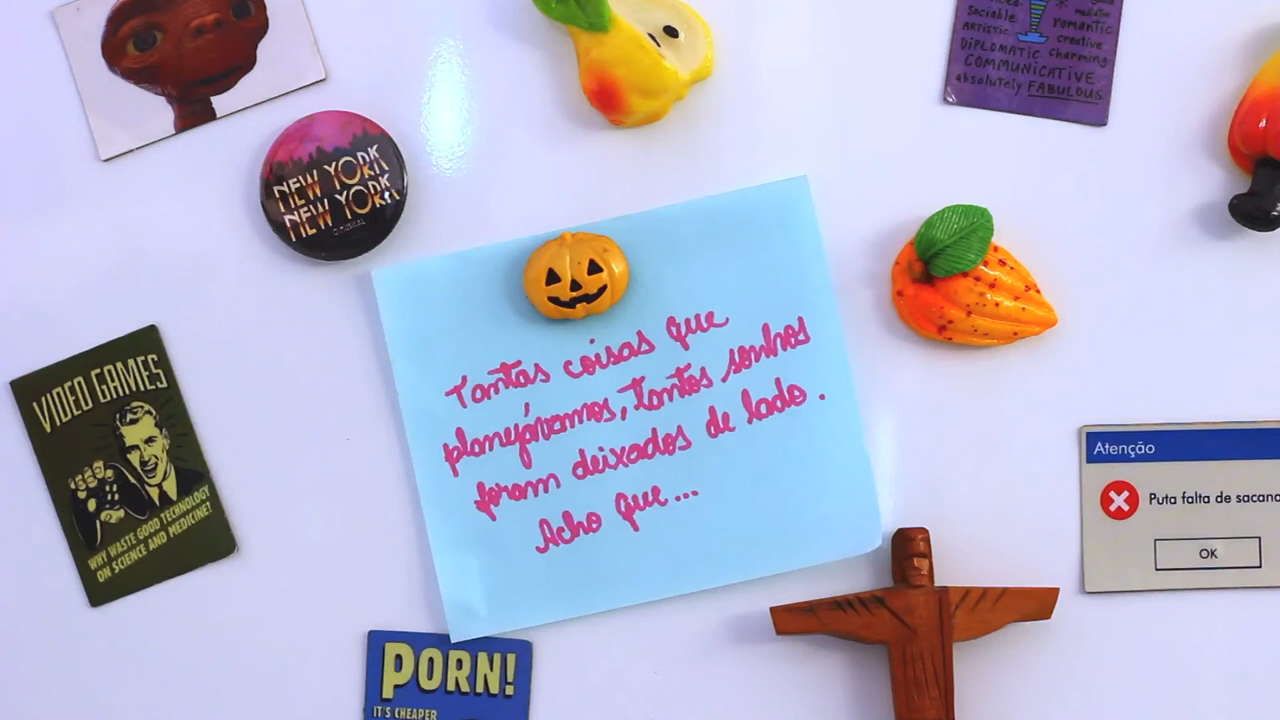 Sociable
ARTISTIC
romantic
creative
DIPLOMATIC charming
COMMUNICATIVE
absolutely FABULOUS
NEW YORK
NEW YORK
O MUSICAL
Tantas coisas que
planejávamos, tantos sonhos
foram deixados de lado.
Acho que...
VIDEO GAMES
WHY WASTE GOOD TECHNOLOGY
ON SCIENCE AND MEDICINE?
Atenção
Puta falta de sacana
OK
PORN!
IT'S CHEAPER